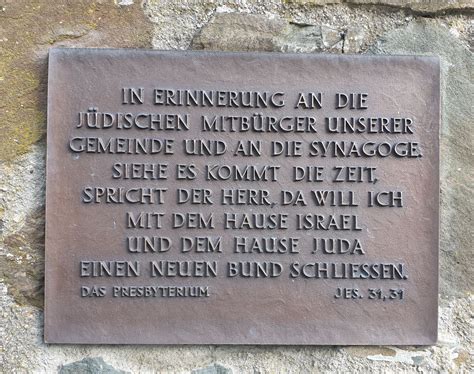 IN ERINNERUNG AN DIE
JÜDISCHEN MITBÜRGER UNSERER
GEMEINDE UND AN DIE SYNAGOGE.
SIEHE ES KOMMT DIE ZEIT,
SPRICHT DER HERR, DA WILL ICH
MIT DEM HAUSE ISRAEL
UND DEM HAUSE JUDA
EINEN NEUEN BUND SCHLIESSEN.
DAS PRESBYTERIUM JES. 31,31